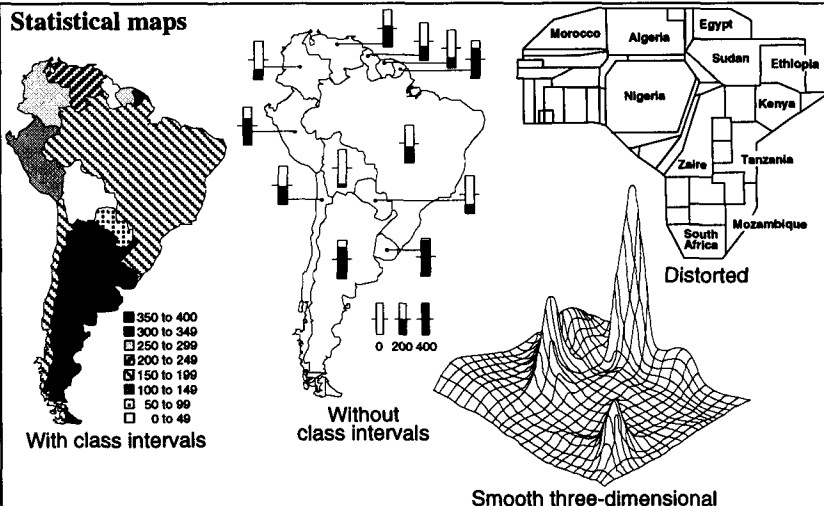 Statistical maps
350 to 400
300 to 349
250 to 299
200 to 249
150 to 199
100 to 149
50 to 99
0 to 49
With class intervals
0 200 400
Without
class intervals
Morocco
Algeria
Egypt
Sudan
Ethiopia
Nigeria
Kenya
Zaire
Tanzania
South
Africa
Mozambique
Distorted
Smooth three-dimensional